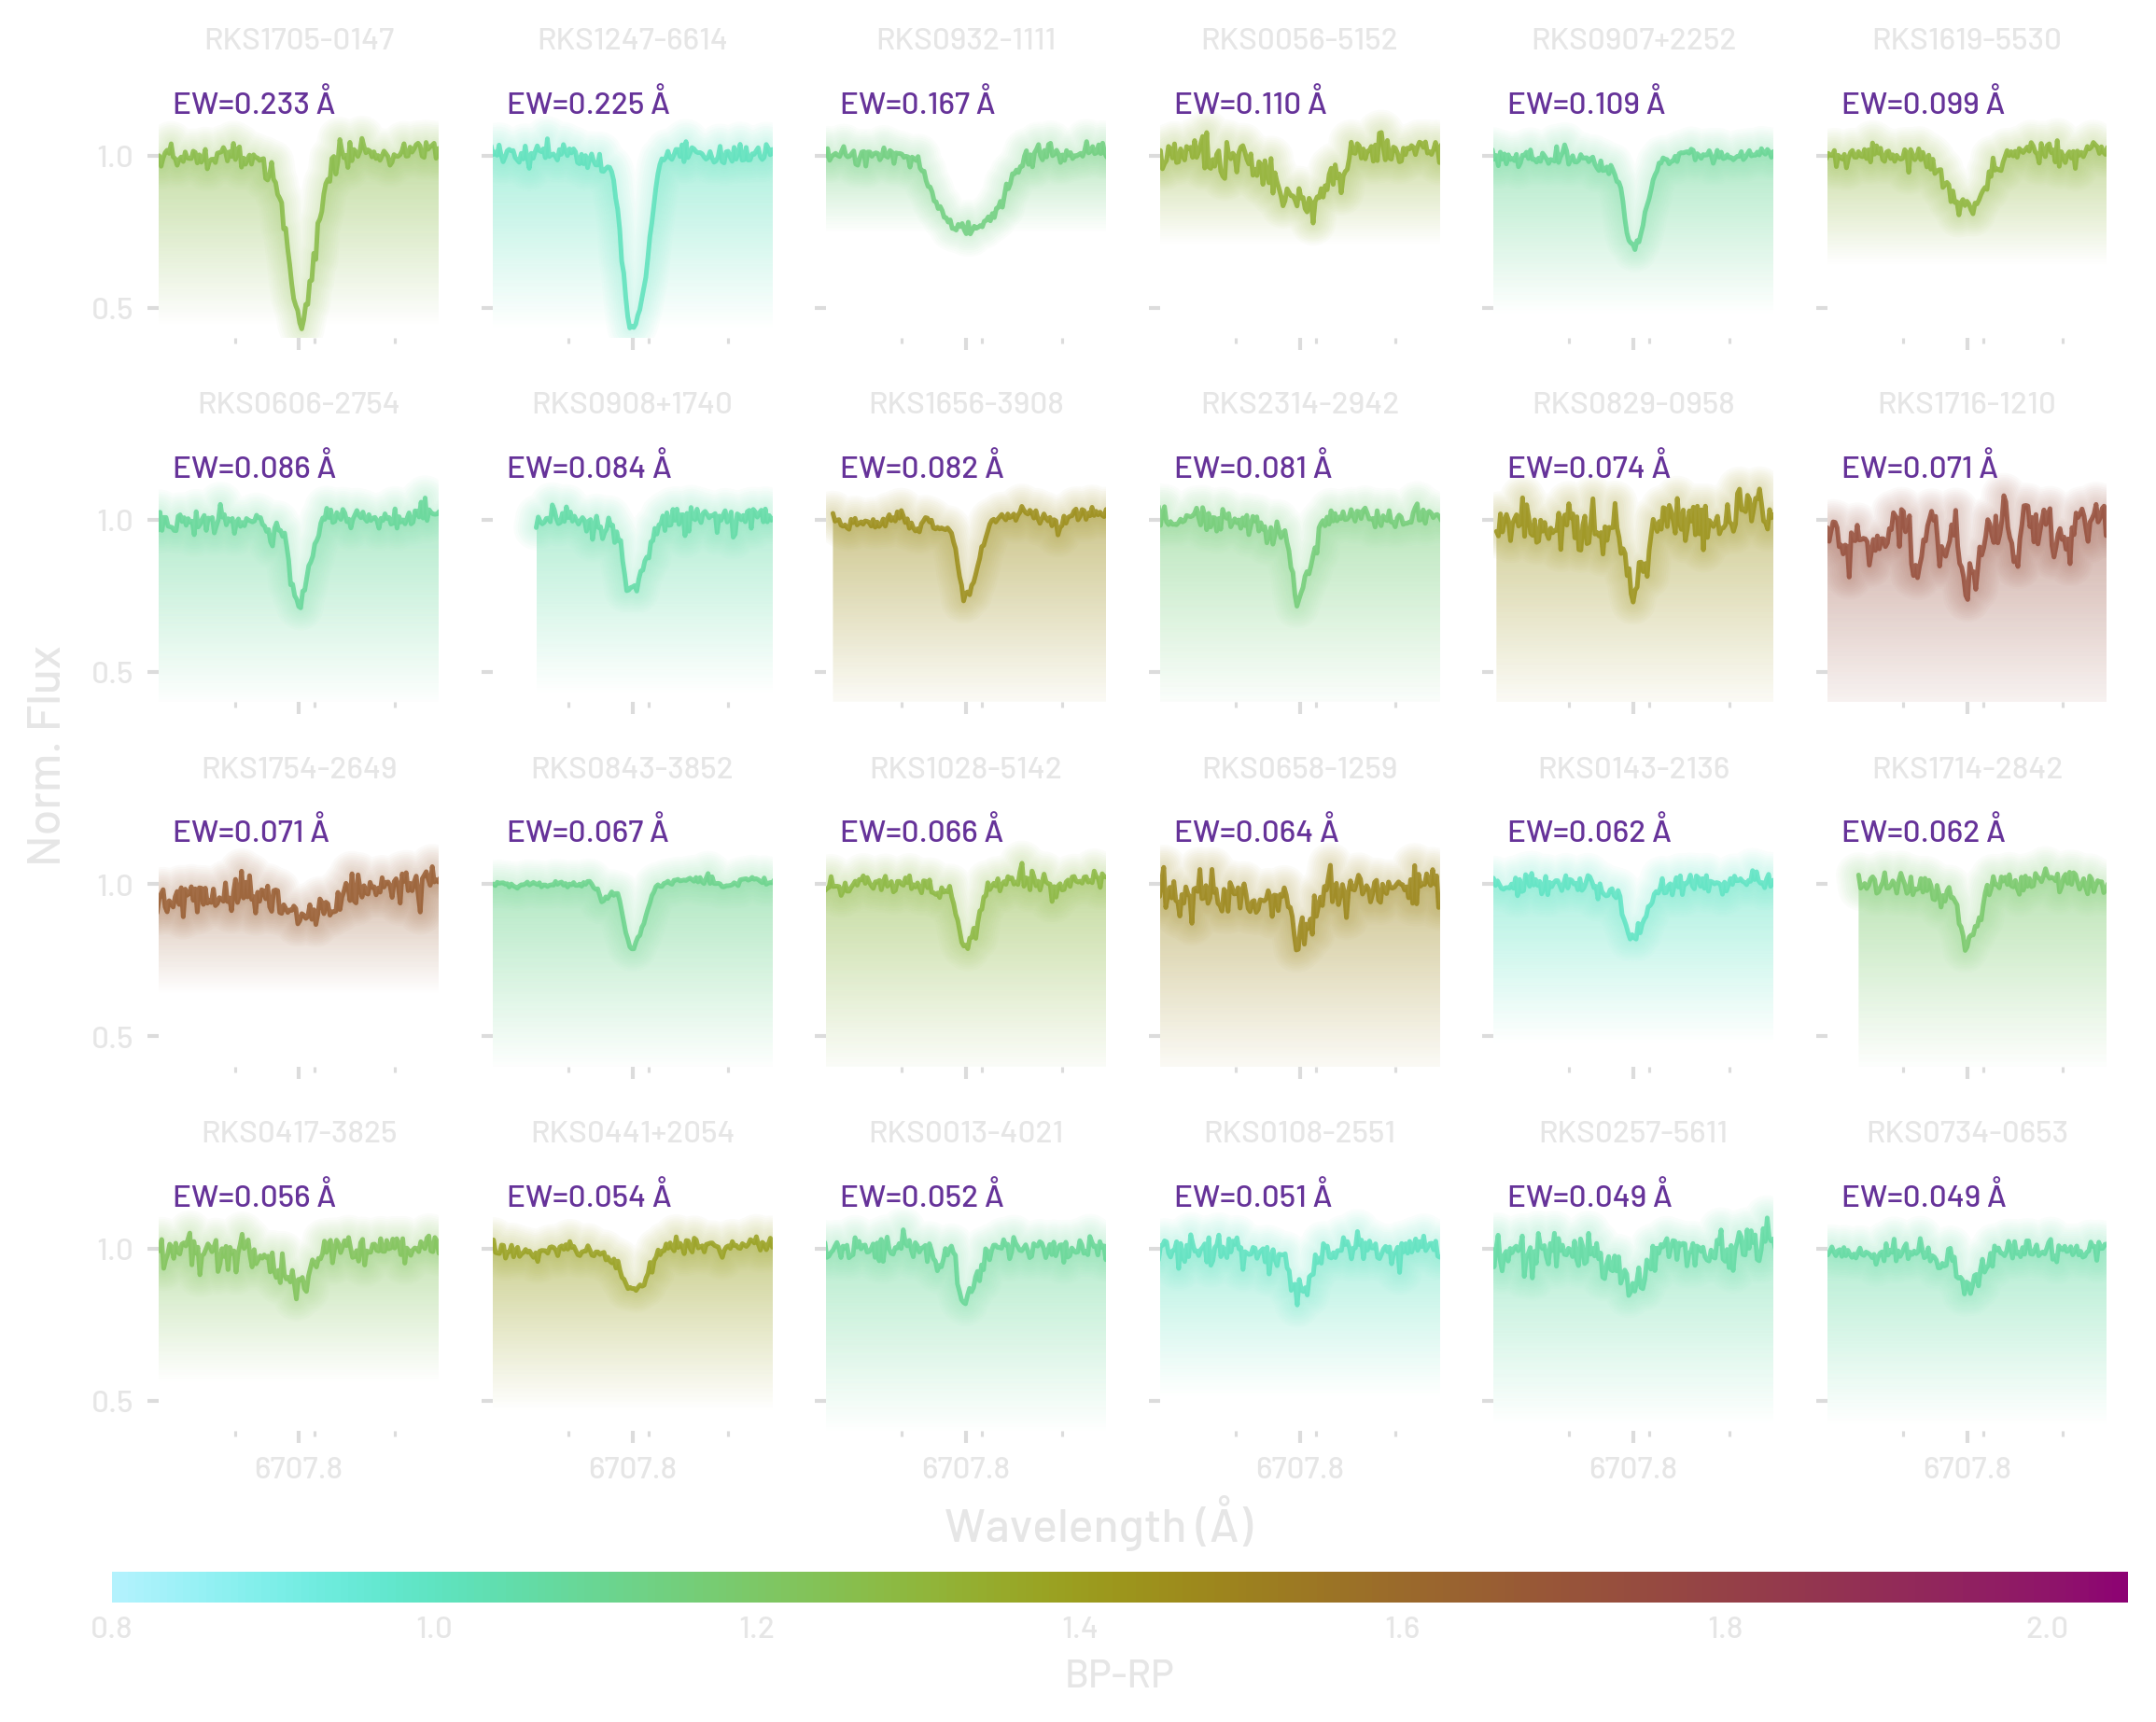 RKS1705-0147 RKS1247-6614 RKS0932-1111 RKS0056-5152 RKS0907+2252 RKS1619-5530
EW=0.233 Å EW=0.225 Å EW=0.167 Å EW=0.110 Å EW=0.109 Å EW=0.099 Å
1.0
0.5
RKS0606-2754 RKS0908+1740 RKS1656-3908 RKS2314-2942 RKS0829-0958 RKS1716-1210
EW=0.086 Å EW=0.084 Å EW=0.082 Å EW=0.081 Å EW=0.074 Å EW=0.071 Å
1.0
0.5
Norm. Flux
RKS1754-2649 RKS0843-3852 RKS1028-5142 RKS0658-1259 RKS0143-2136 RKS1714-2842
EW=0.071 Å EW=0.067 Å EW=0.066 Å EW=0.064 Å EW=0.062 Å EW=0.062 Å
1.0
0.5
RKS0417-3825 RKS0441+2054 RKS0013-4021 RKS0108-2551 RKS0257-5611 RKS0734-0653
EW=0.056 Å EW=0.054 Å EW=0.052 Å EW=0.051 Å EW=0.049 Å EW=0.049 Å
1.0
0.5
6707.8 6707.8 6707.8 6707.8 6707.8 6707.8
Wavelength (Å)
0.8 1.0 1.2 1.4 1.6 1.8 2.0
BP-RP